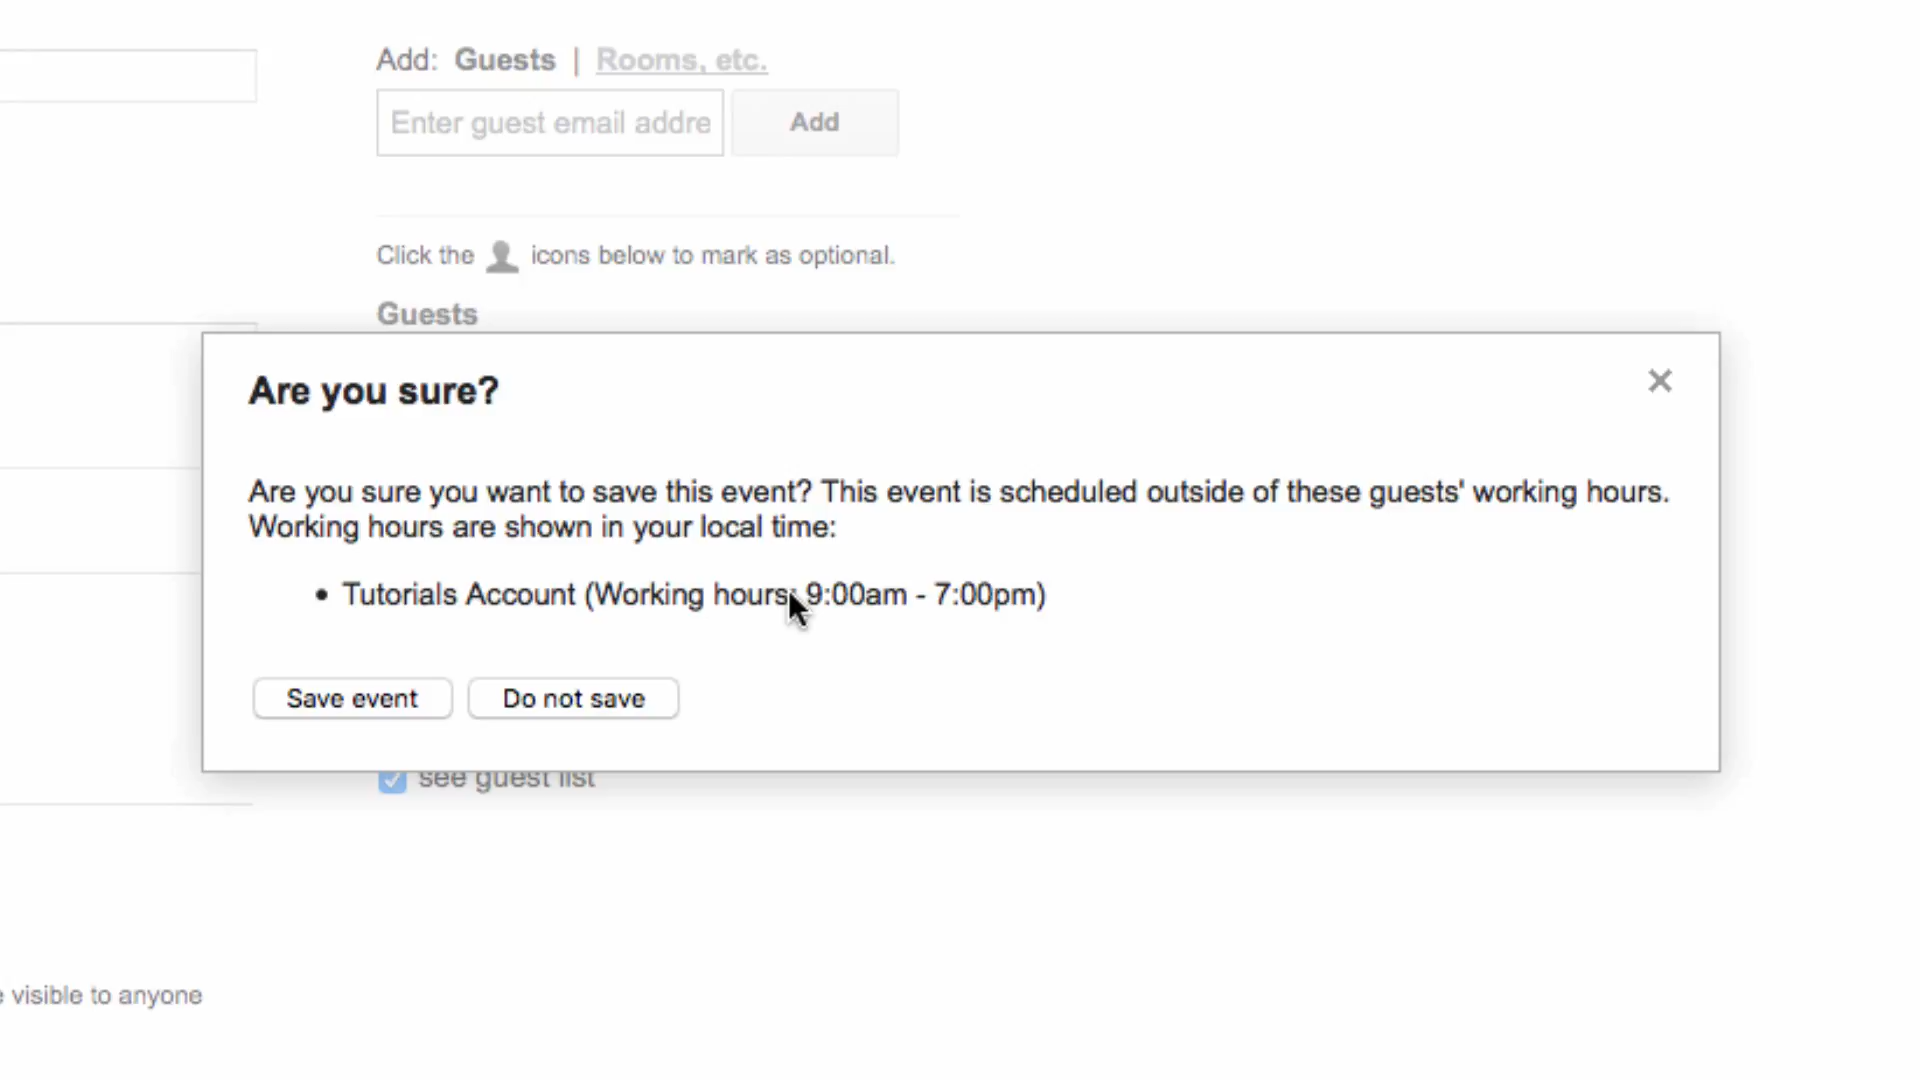 Add: Guests | Rooms, etc.
Enter guest email addre Add
Click the icons below to mark as optional.
Guests
Are you sure?
Are you sure you want to save this event? This event is scheduled outside of these guests' working hours.
Working hours are shown in your local time:
• Tutorials Account (Working hours: 9:00am - 7:00pm)
Save event Do not save
see guest list
e visible to anyone